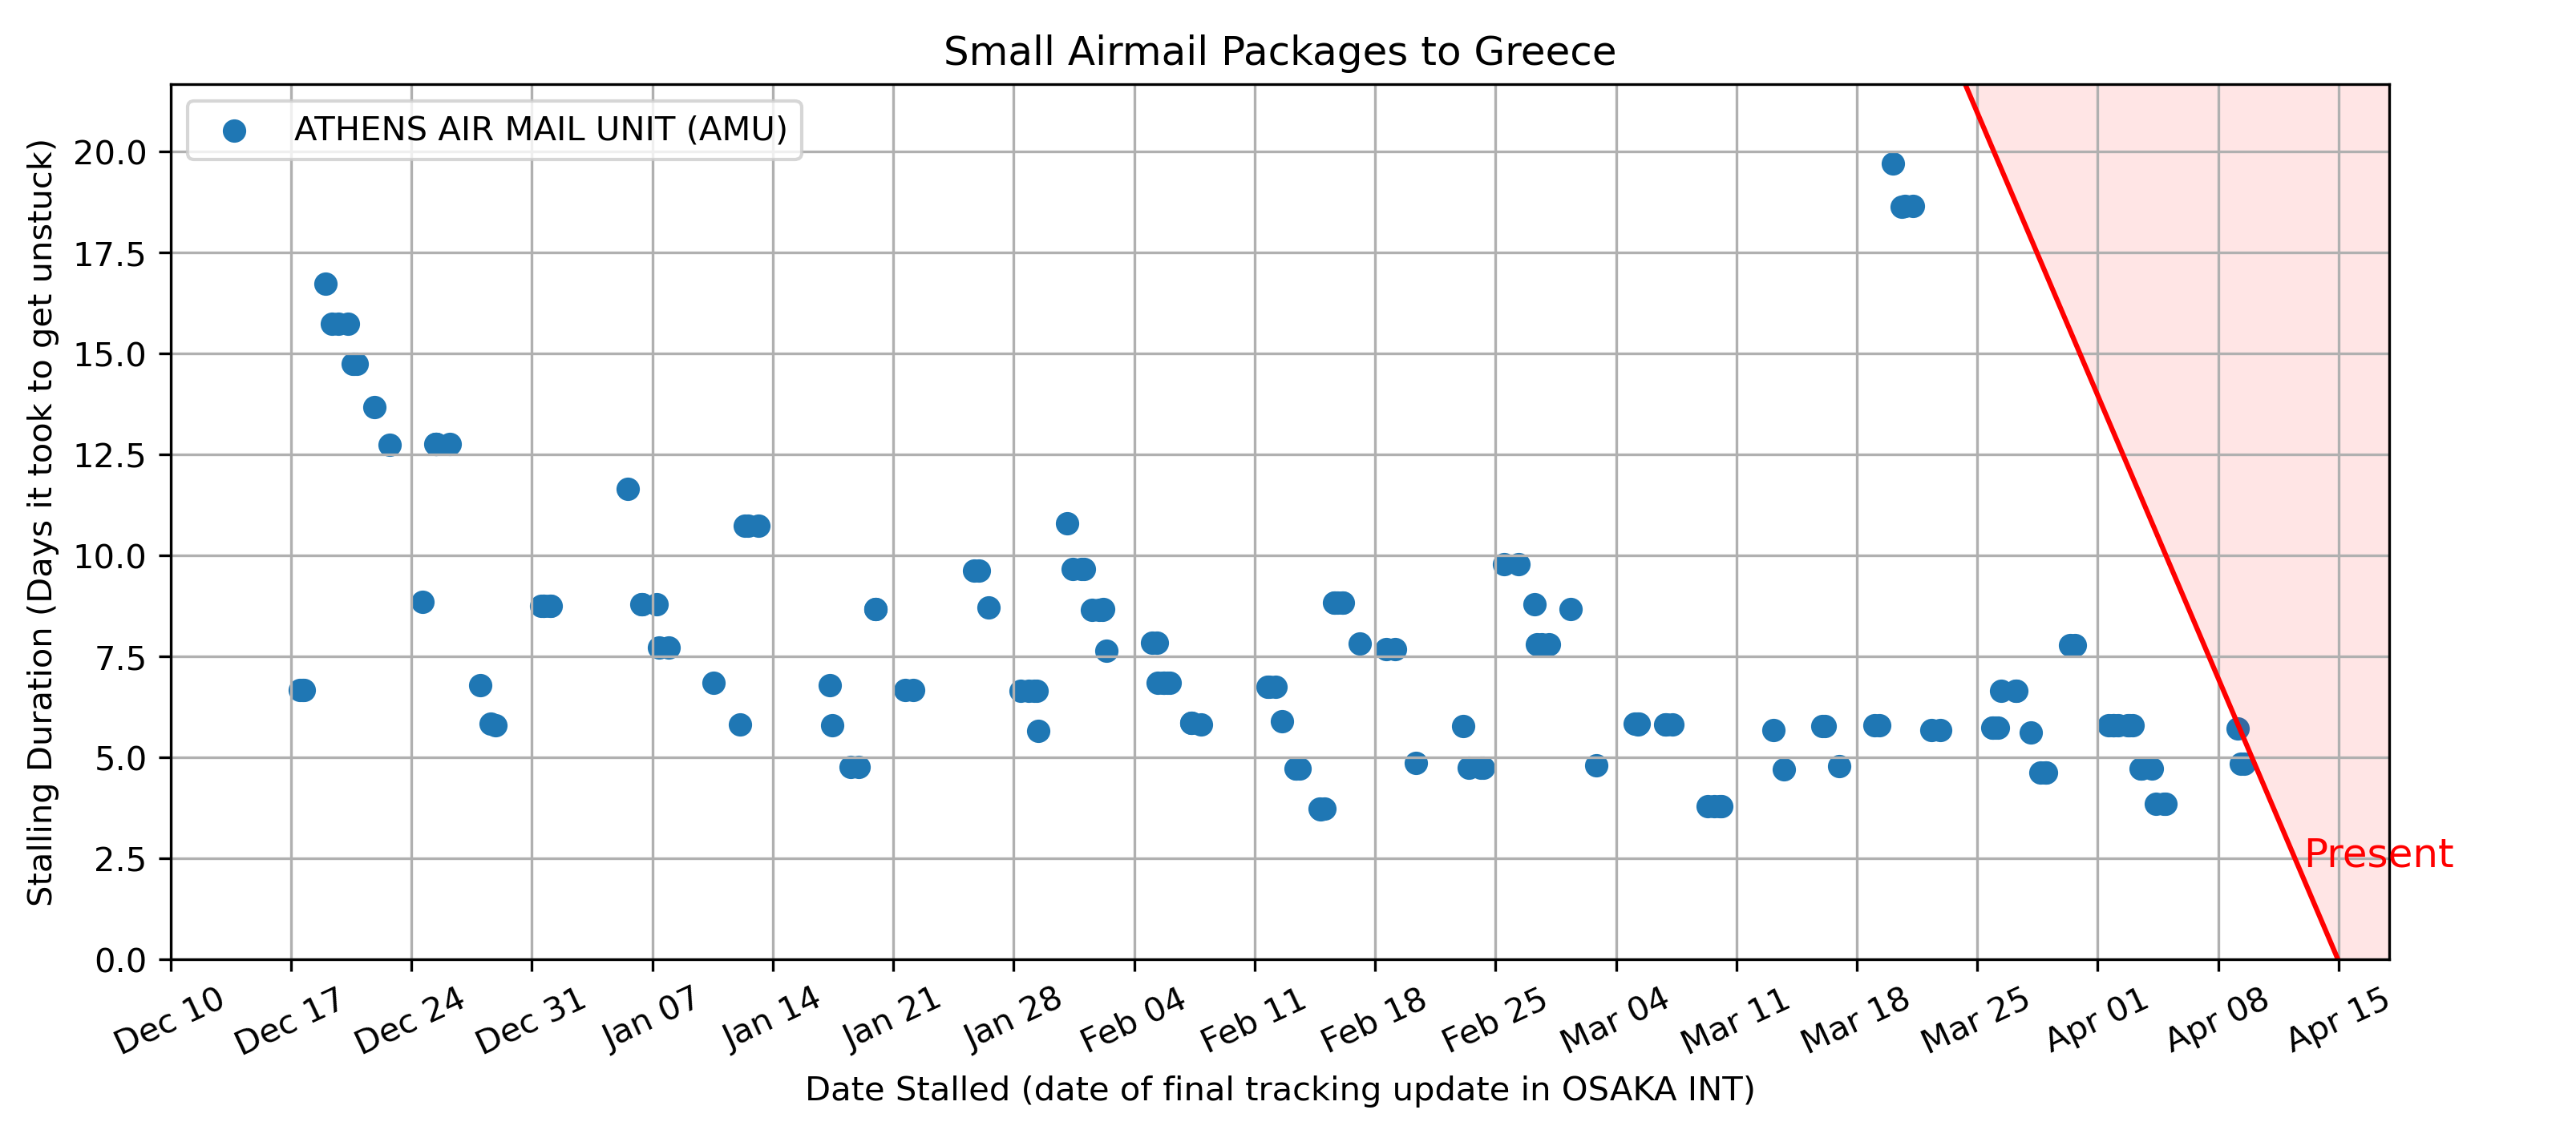 Small Airmail Packages to Greece
ATHENS AIR MAIL UNIT (AMU)
Stalling Duration (Days it took to get unstuck)
20.0
17.5
15.0
12.5
10.0
7.5
5.0
2.5
0.0
Present
Dec 10 Dec 17 Dec 24 Dec 31 Jan 07 Jan 14 Jan 21 Jan 28 Feb 04 Feb 11 Feb 18 Feb 25 Mar 04 Mar 11 Mar 18 Mar 25 Apr 01 Apr 08 Apr 15
Date Stalled (date of final tracking update in OSAKA INT)